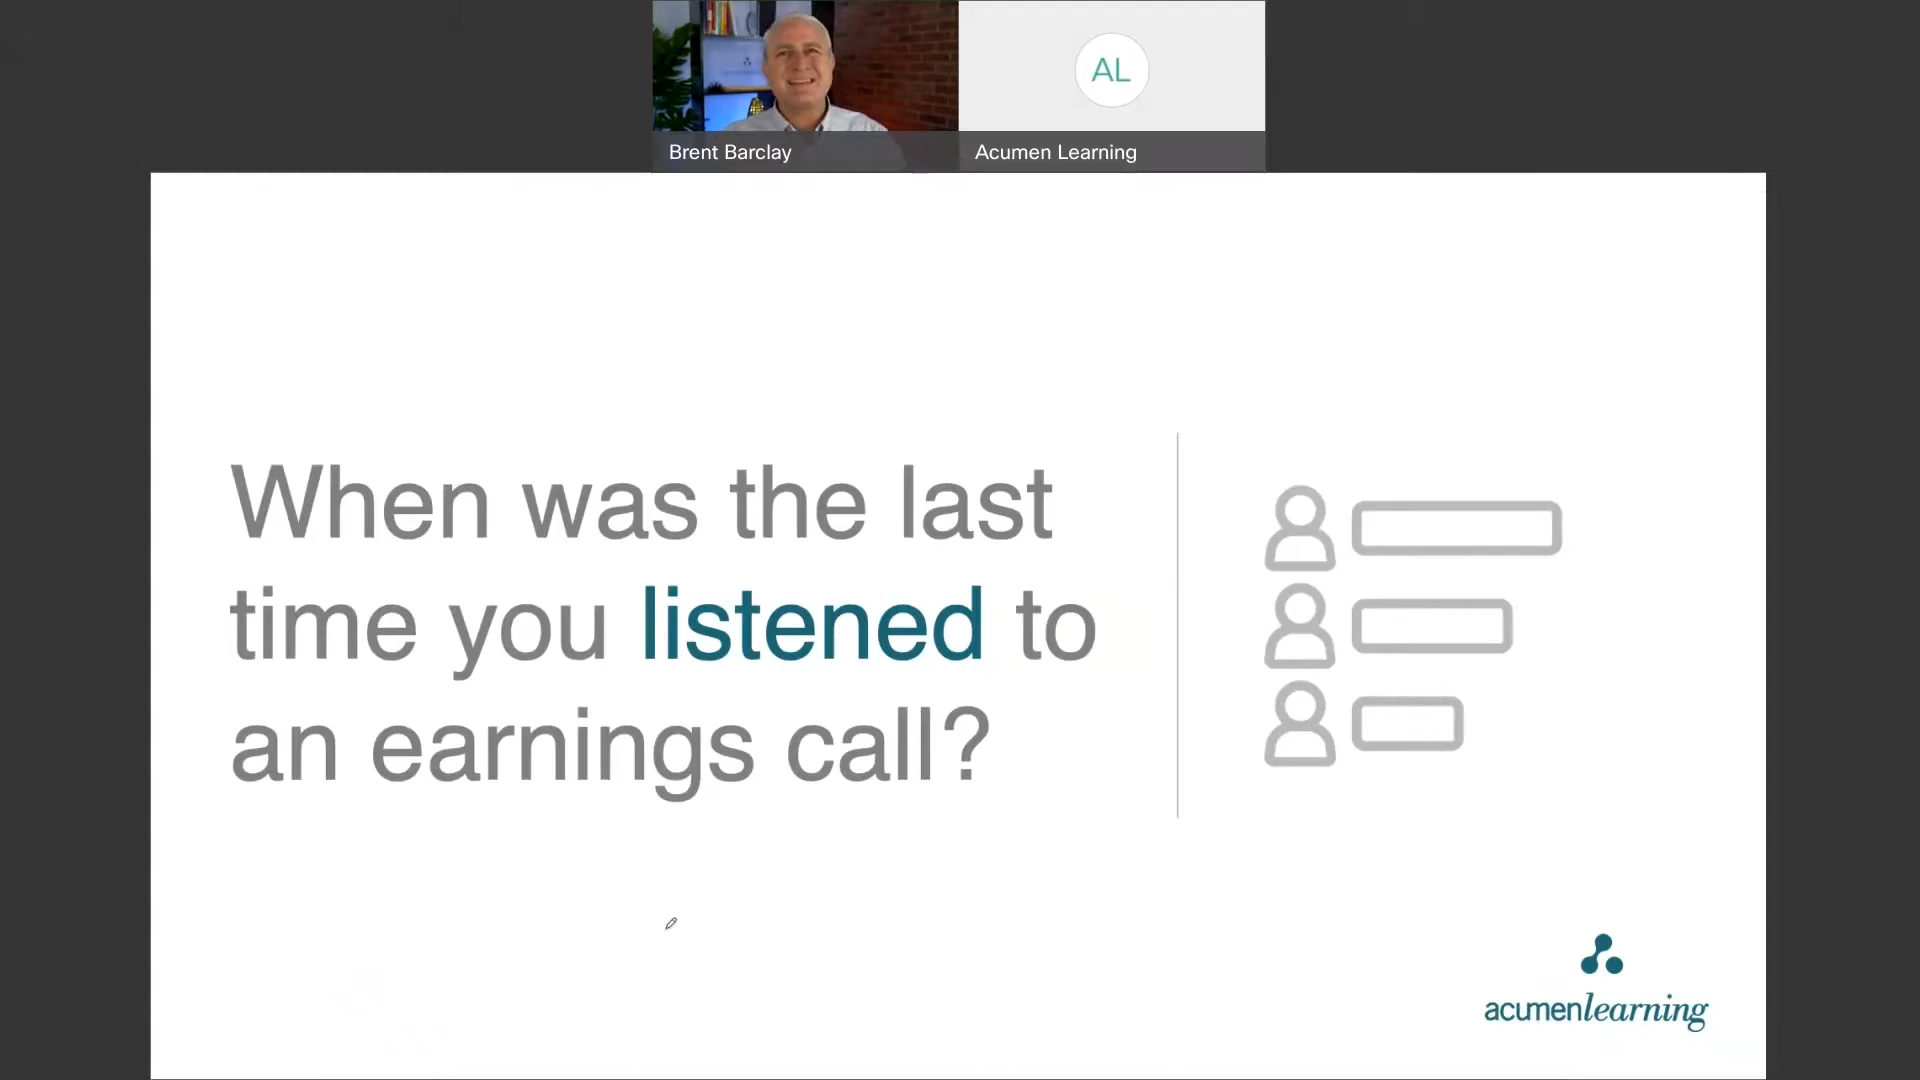 AL
Brent Barclay
Acumen Learning
When was the last
time you listened to
an earnings call?
acumenlearning